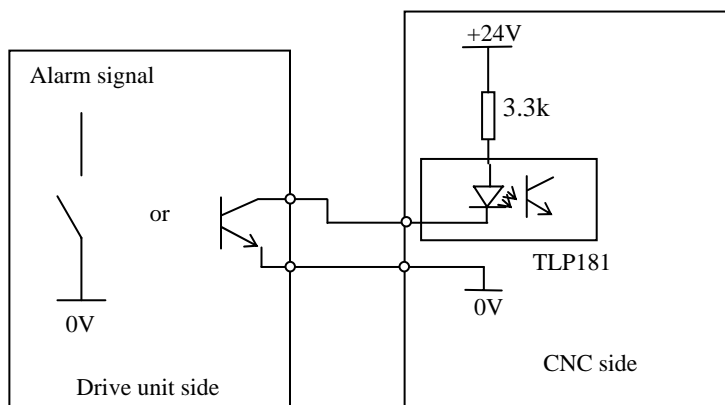 +24V
Alarm signal
3.3k
or
TLP181
0V
0V
CNC side
Drive unit side